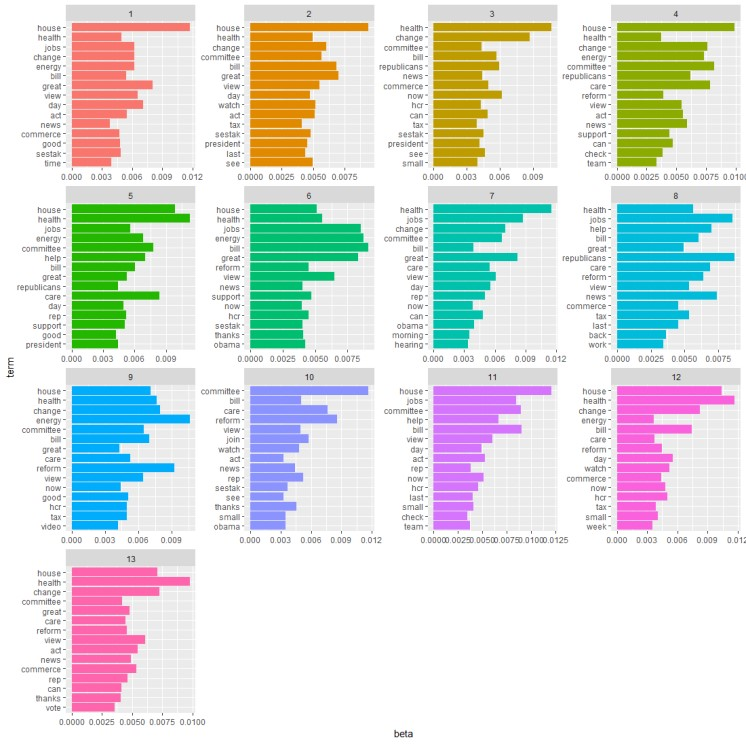 1
house
health
jobs
change
energy
bill
great
view
day
act
news
commerce
good
sestak
time
0.000 0.003 0.006 0.009 0.012
2
house
health
change
committee
bill
great
view
day
watch
act
tax
sestak
president
last
see
0.0000 0.0025 0.0050 0.0075
3
health
change
committee
bill
republicans
news
commerce
now
hcr
can
tax
sestak
president
see
small
0.000 0.003 0.006 0.009
4
house
health
change
energy
committee
republicans
care
reform
view
act
news
support
can
check
team
0.0000 0.0025 0.0050 0.0075 0.0100
5
house
health
jobs
energy
committee
help
bill
great
republicans
care
day
rep
support
good
president
0.000 0.003 0.006 0.009
6
house
health
jobs
energy
bill
great
reform
view
news
support
now
hcr
sestak
thanks
obama
0.0000 0.0025 0.0050 0.0075
7
health
jobs
change
committee
bill
great
care
view
day
rep
now
can
obama
morning
hearing
0.000 0.003 0.006 0.009 0.012
8
health
jobs
help
bill
great
republicans
care
reform
view
news
commerce
tax
last
back
work
0.000 0.002 0.004 0.006 0.008
term
9
house
health
change
energy
committee
bill
great
care
reform
view
now
good
hcr
tax
video
0.000 0.003 0.006 0.009
10
committee
bill
care
reform
view
join
watch
act
news
rep
sestak
see
thanks
small
obama
0.000 0.003 0.006 0.009 0.012
11
house
jobs
committee
help
bill
view
day
act
rep
now
hcr
last
small
check
team
0.0000 0.0025 0.0050 0.0075 0.0100 0.0125
12
house
health
change
energy
bill
care
reform
day
watch
commerce
now
hcr
tax
small
week
0.000 0.003 0.006 0.009 0.012
13
house
health
change
committee
great
care
reform
view
act
news
commerce
rep
can
thanks
vote
0.0000 0.0025 0.0050 0.0075 0.0100
beta